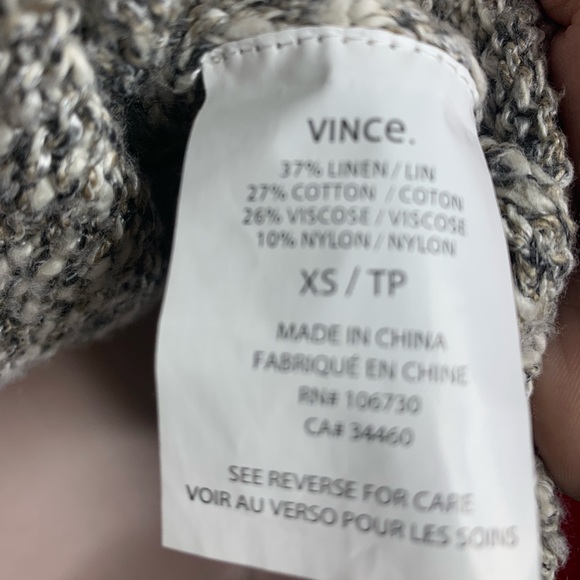 VINCe.
37% LINEN / LIN
27% COTTON / COTON
26% VISCOSE / VISCOSE
10% NYLON / NYLON
XS / TP
MADE IN CHINA
FABRIQUÉ EN CHINE
RN# 106730
CA# 34460
SEE REVERSE FOR CARE
VOIR AU VERSO POUR LES SOINS